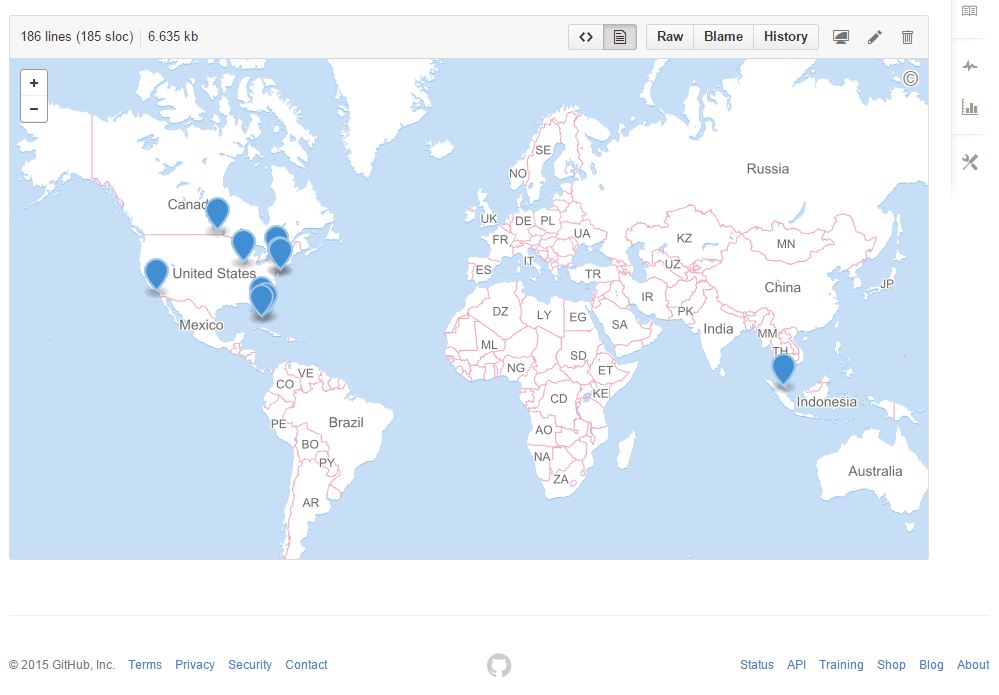 186 lines (185 sloc) 6.635 kb
<> Raw Blame History
+
−
©
SE
NO
Russia
Canad
UK DE PL
FR UA
KZ MN
IT UZ
United States ES TR
China JP
IR
DZ LY EG PK
SA India
Mexico MM
ML TH
SD
NG ET
VE
CO KE
CD Indonesia
PE Brazil
AO
BO
NA
PY Australia
ZA
AR
© 2015 GitHub, Inc. Terms Privacy Security Contact Status API Training Shop Blog About